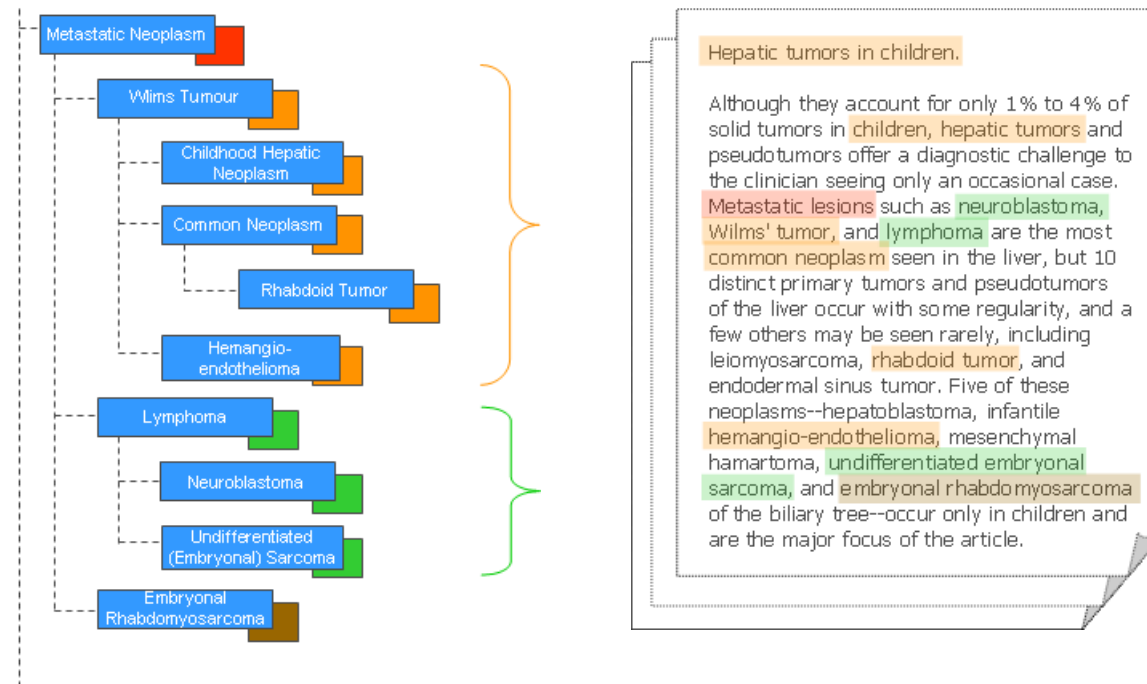 Metastatic Neoplasm
Wilms Tumour
Childhood Hepatic
Neoplasm
Common Neoplasm
Rhabdoid Tumor
Hemangio-
endothelioma
Lymphoma
Neuroblastoma
Undifferentiated
(Embryonal) Sarcoma
Embryonal
Rhabdomyosarcoma
Hepatic tumors in children.
Although they account for only 1% to 4% of
solid tumors in children, hepatic tumors and
pseudotumors offer a diagnostic challenge to
the clinician seeing only an occasional case.
Metastatic lesions such as neuroblastoma,
Wilms' tumor, and lymphoma are the most
common neoplasm seen in the liver, but 10
distinct primary tumors and pseudotumors
of the liver occur with some regularity, and a
few others may be seen rarely, including
leiomyosarcoma, rhabdoid tumor, and
endodermal sinus tumor. Five of these
neoplasms--hepatoblastoma, infantile
hemangio-endothelioma, mesenchymal
hamartoma, undifferentiated embryonal
sarcoma, and embryonal rhabdomyosarcoma
of the biliary tree--occur only in children and
are the major focus of the article.